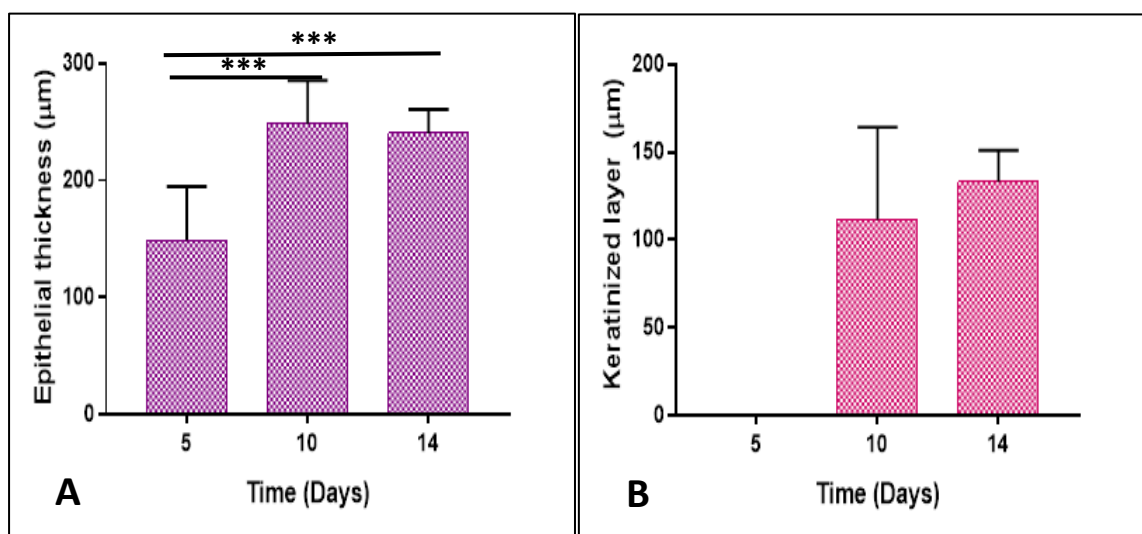 ***
***
300
200
100
0
Epithelial thickness (μm)
5 10 14
Time (Days)
A
200
150
100
50
0
Keratinized layer (μm)
5 10 14
Time (Days)
B